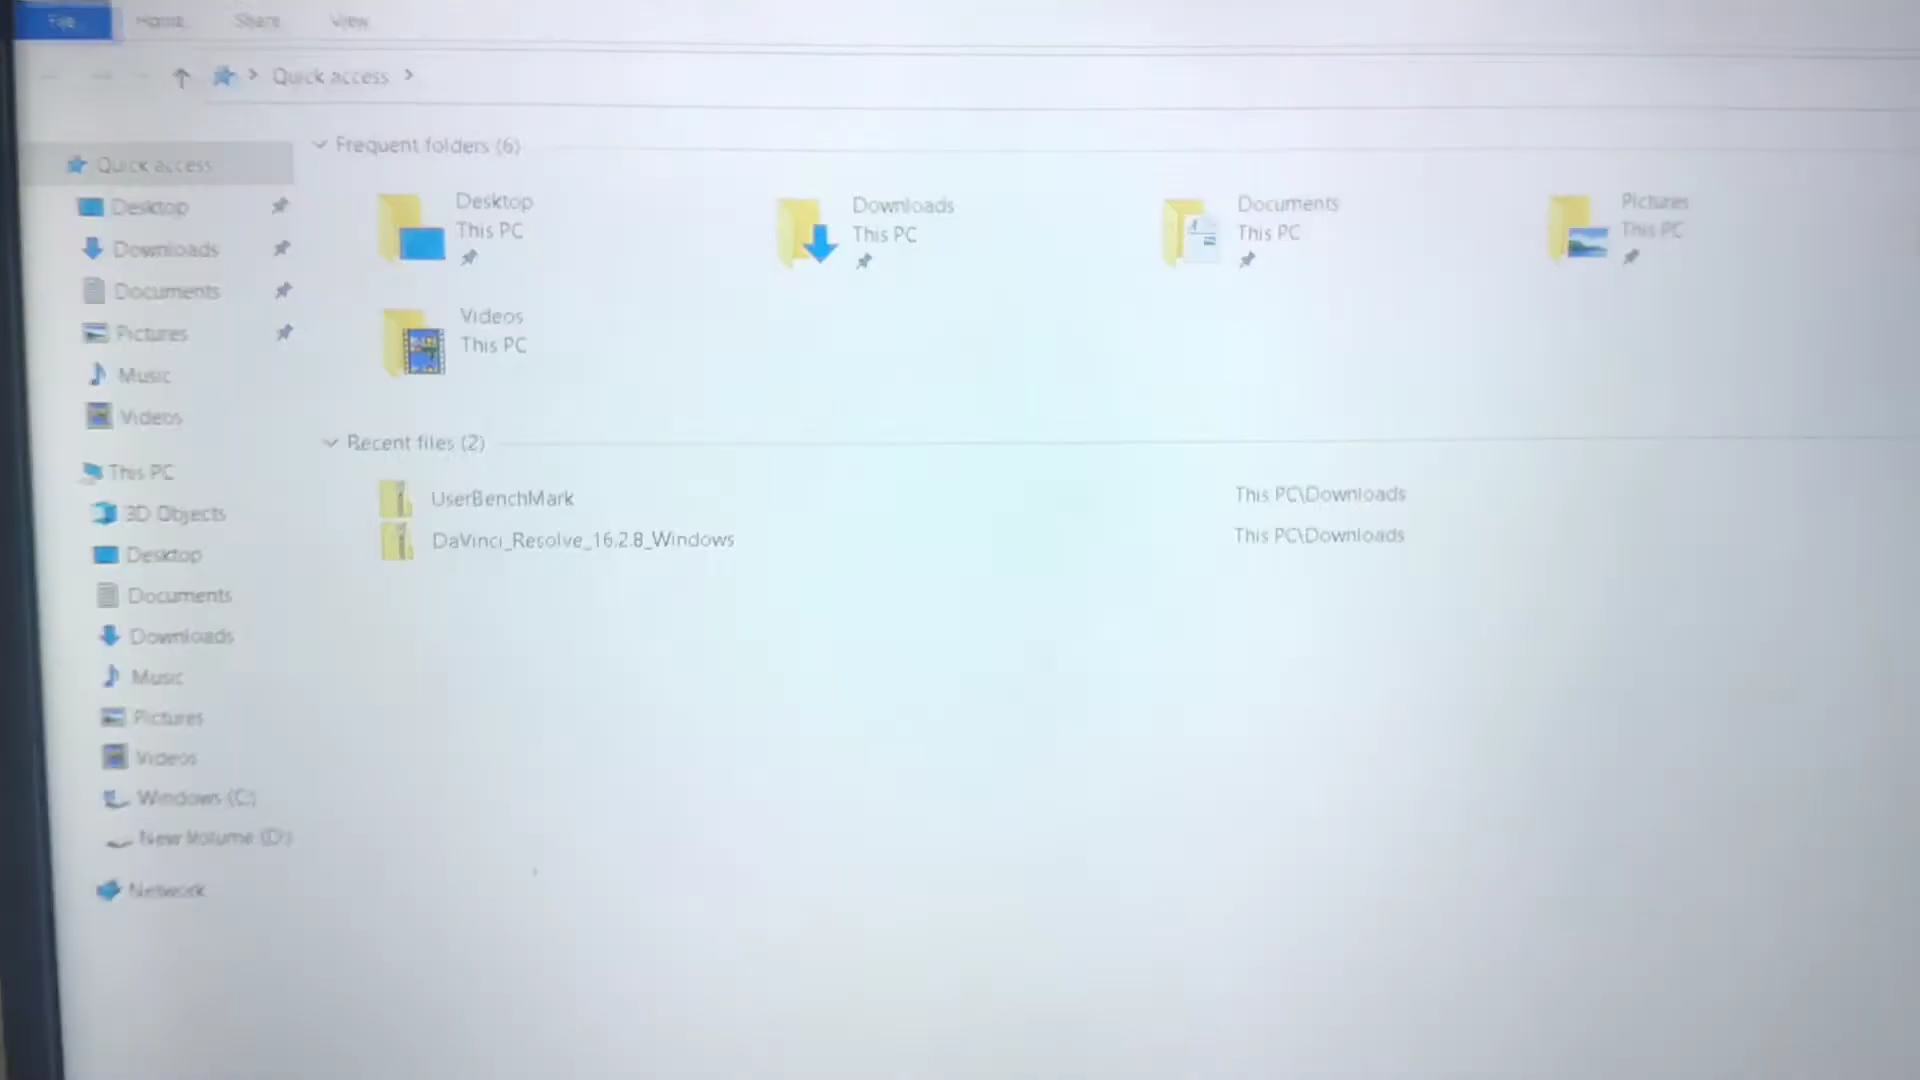 File Home Share View
Quick access
Frequent folders (6)
Quick access
Desktop
Downloads
Documents
Pictures
Music
Videos
This PC
3D Objects
Desktop
Documents
Downloads
Music
Pictures
Videos
Windows (C:)
New Volume (D:)
Network
Desktop
This PC
Downloads
This PC
Documents
This PC
Pictures
This PC
Videos
This PC
Recent files (2)
UserBenchMark This PC\Downloads
DaVinci_Resolve_16.2.8_Windows This PC\Downloads